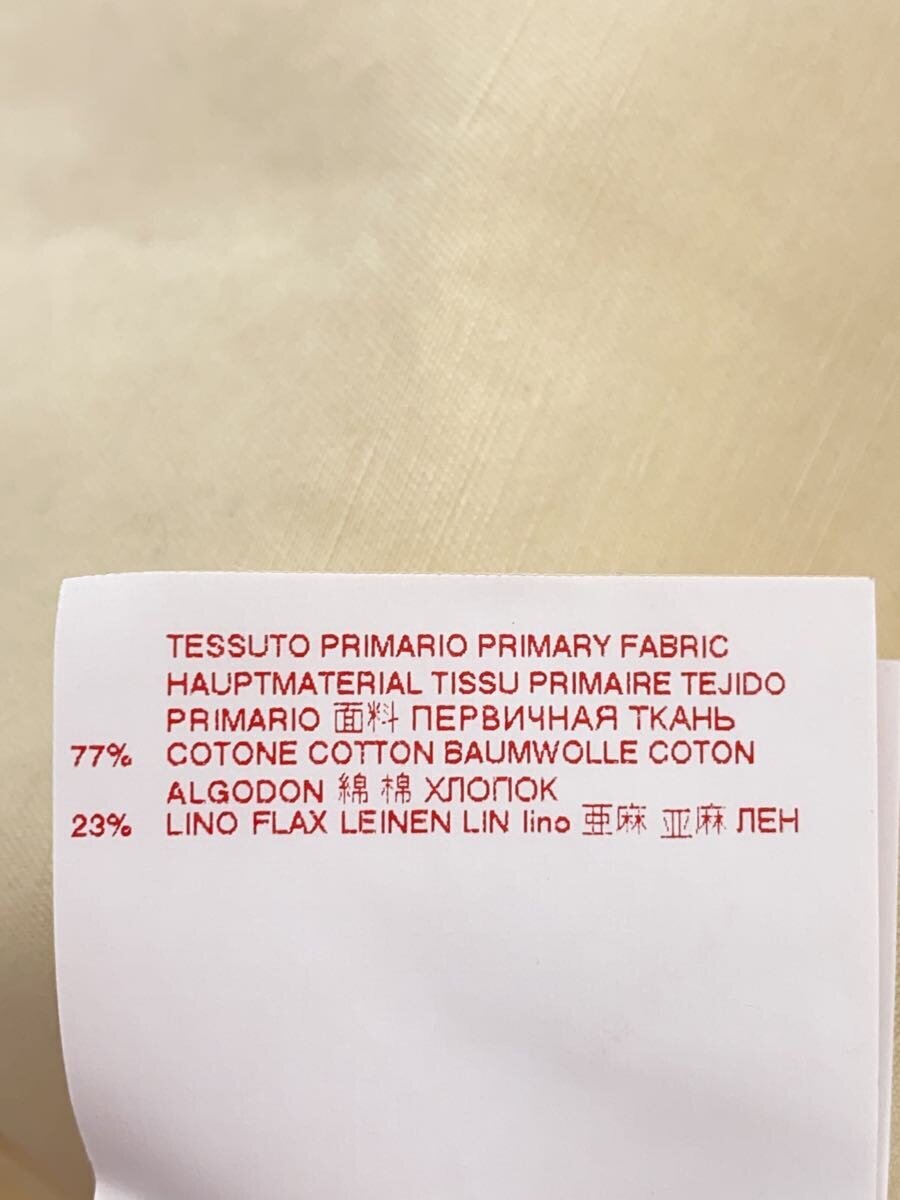 TESSUTO PRIMARIO PRIMARY FABRIC
HAUPTMATERIAL TISSU PRIMAIRE TEJIDO
PRIMARIO 面料 ПЕРВИЧНАЯ ТКАНЬ
77% COTONE COTTON BAUMWOLLE COTON
ALGODON 綿 棉 ХЛОПОК
23% LINO FLAX LEINEN LIN lino 亜麻 亚麻 ЛЕН